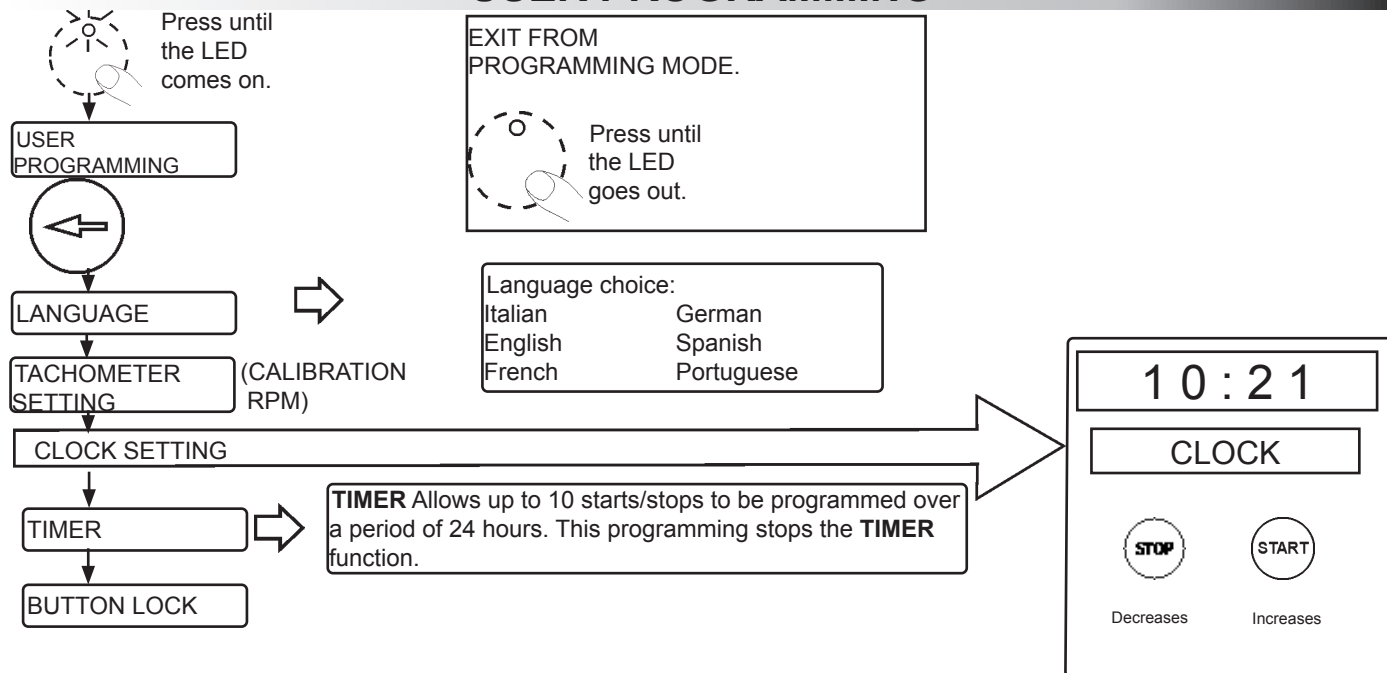 Press until
the LED
comes on.
EXIT FROM
PROGRAMMING MODE.
Press until
the LED
goes out.
USER
PROGRAMMING
LANGUAGE
Language choice:
Italian German
English Spanish
French Portuguese
TACHOMETER
SETTING
(CALIBRATION
RPM)
CLOCK SETTING
TIMER
TIMER Allows up to 10 starts/stops to be programmed over
a period of 24 hours. This programming stops the TIMER
function.
BUTTON LOCK
10:21
CLOCK
STOP START
Decreases Increases